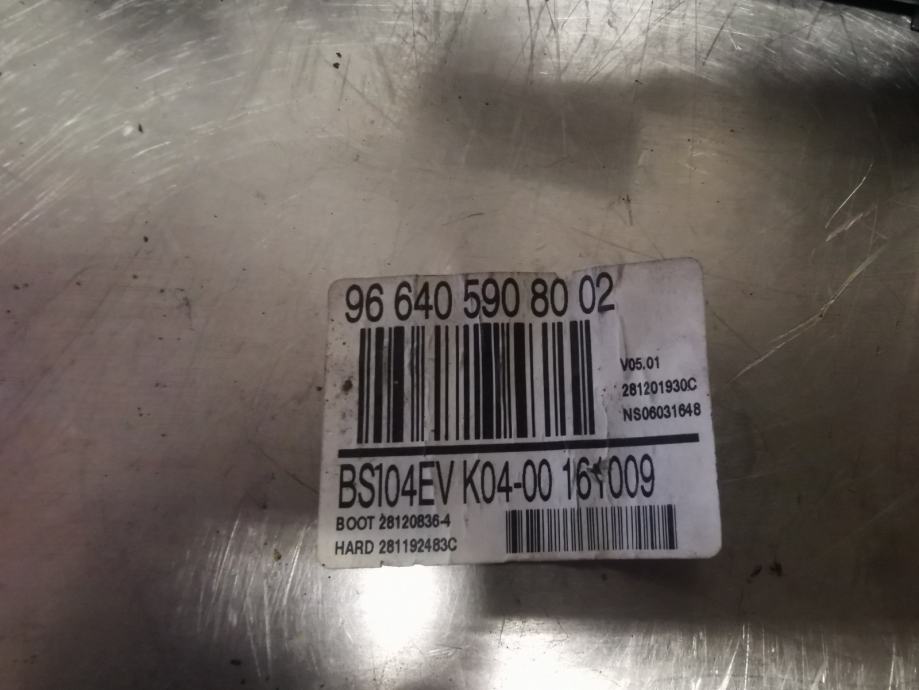 96 640 590 80 02
V05.01
281201930C
NS06031648
BS104EV K04-00 161009
BOOT 28120836-4
HARD 281192483C